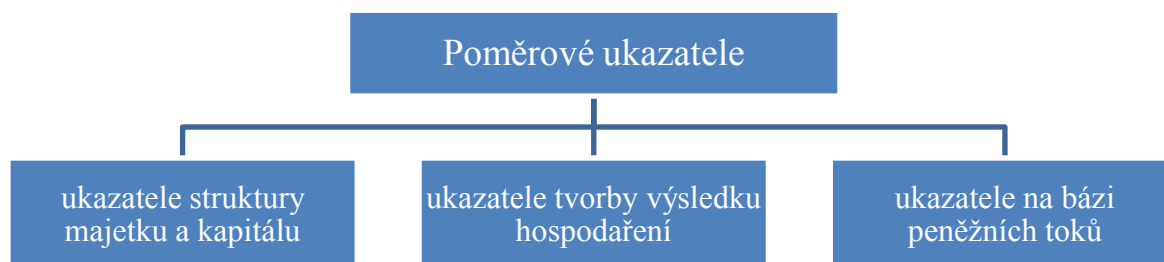 Poměrové ukazatele
ukazatele struktury
majetku a kapitálu
ukazatele tvorby výsledku
hospodaření
ukazatele na bázi
peněžních toků